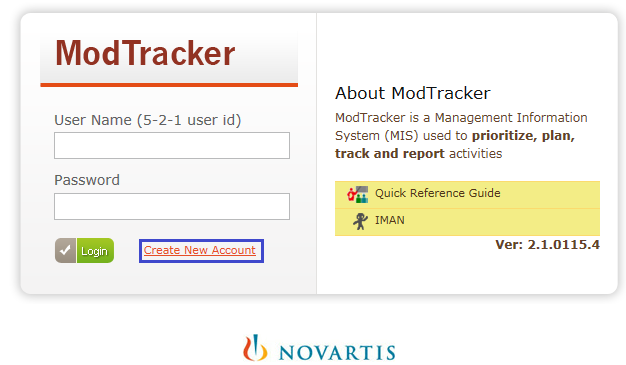 ModTracker
User Name (5-2-1 user id)
Password
Login
Create New Account
About ModTracker
ModTracker is a Management Information
System (MIS) used to prioritize, plan,
track and report activities
Quick Reference Guide
IMAN
Ver: 2.1.0115.4
NOVARTIS